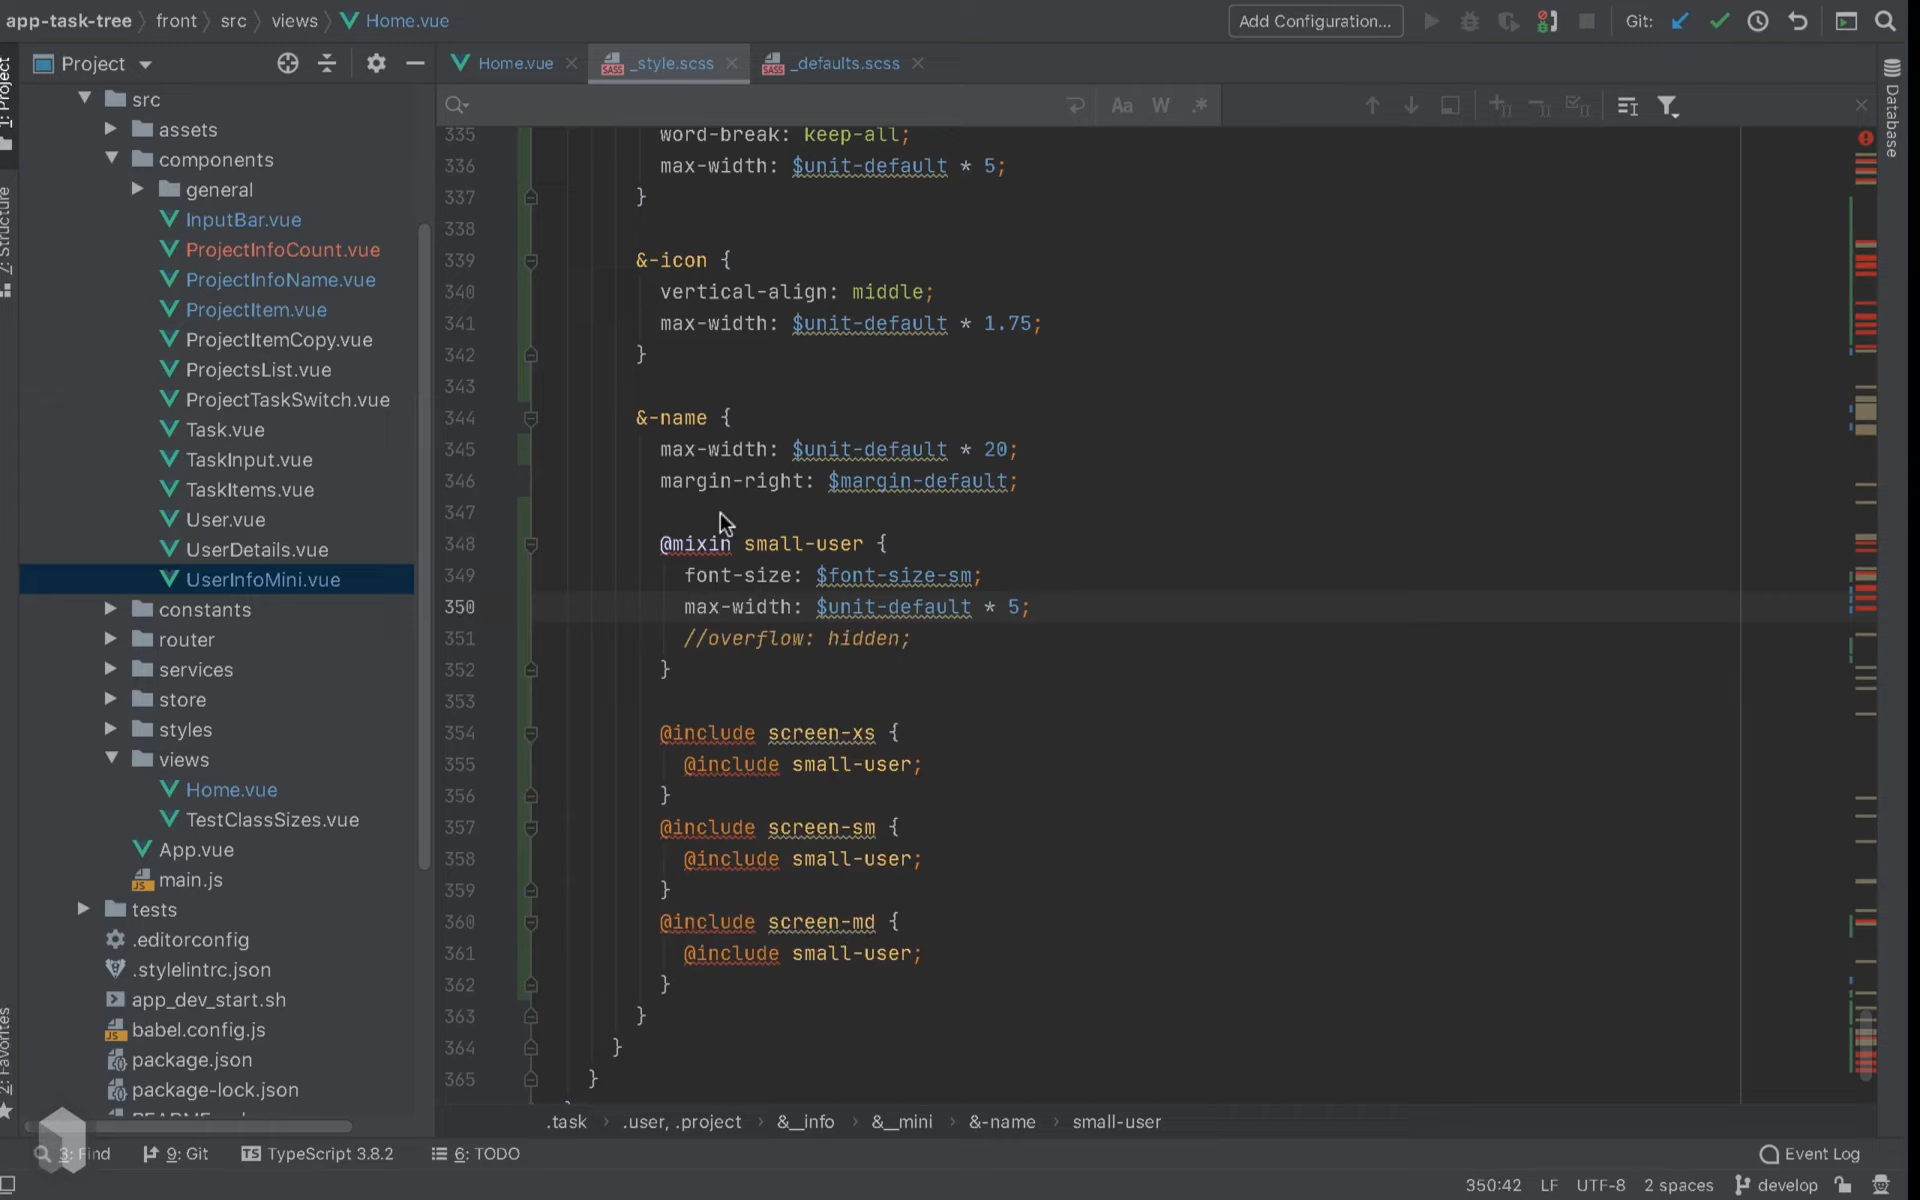 app-task-tree front src views Home.vue
Add Configuration...
Git:
1: Project
Project
Home.vue
_style.scss
_defaults.scss
Database
Aa W .*
src
assets
components
general
InputBar.vue
ProjectInfoCount.vue
ProjectInfoName.vue
ProjectItem.vue
ProjectItemCopy.vue
ProjectsList.vue
ProjectTaskSwitch.vue
Task.vue
TaskInput.vue
TaskItems.vue
User.vue
UserDetails.vue
UserInfoMini.vue
constants
router
services
store
styles
views
Home.vue
TestClassSizes.vue
App.vue
main.js
tests
.editorconfig
.stylelintrc.json
app_dev_start.sh
babel.config.js
package.json
package-lock.json
Z: Structure
2: Favorites
335 word-break: keep-all;
336 max-width: $unit-default * 5;
337 }
338
339 &-icon {
340 vertical-align: middle;
341 max-width: $unit-default * 1.75;
342 }
343
344 &-name {
345 max-width: $unit-default * 20;
346 margin-right: $margin-default;
347
348 @mixin small-user {
349 font-size: $font-size-sm;
350 max-width: $unit-default * 5;
351 //overflow: hidden;
352 }
353
354 @include screen-xs {
355 @include small-user;
356 }
357 @include screen-sm {
358 @include small-user;
359 }
360 @include screen-md {
361 @include small-user;
362 }
363 }
364 }
365 }
.task .user, .project &__info &__mini &-name small-user
3: Find 9: Git TypeScript 3.8.2 6: TODO Event Log
350:42 LF UTF-8 2 spaces develop